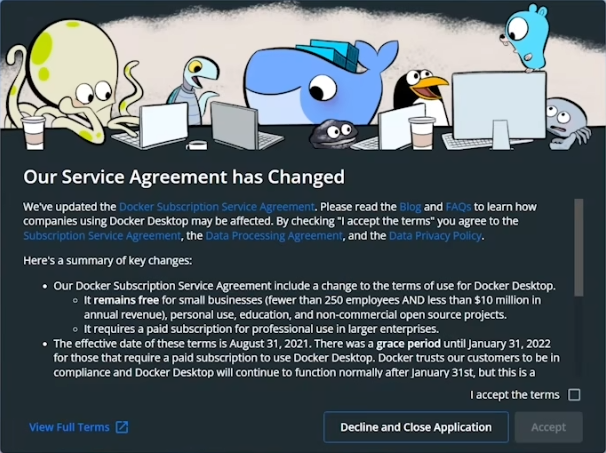 Our Service Agreement has Changed
We've updated the Docker Subscription Service Agreement. Please read the Blog and FAQs to learn how
companies using Docker Desktop may be affected. By checking "I accept the terms" you agree to the
Subscription Service Agreement, the Data Processing Agreement, and the Data Privacy Policy.
Here's a summary of key changes:
• Our Docker Subscription Service Agreement include a change to the terms of use for Docker Desktop.
◦ It remains free for small businesses (fewer than 250 employees AND less than $10 million in
annual revenue), personal use, education, and non-commercial open source projects.
◦ It requires a paid subscription for professional use in larger enterprises.
• The effective date of these terms is August 31, 2021. There was a grace period until January 31, 2022
for those that require a paid subscription to use Docker Desktop. Docker trusts our customers to be in
compliance and Docker Desktop will continue to function normally after January 31st, but this is a
I accept the terms
View Full Terms
Decline and Close Application
Accept